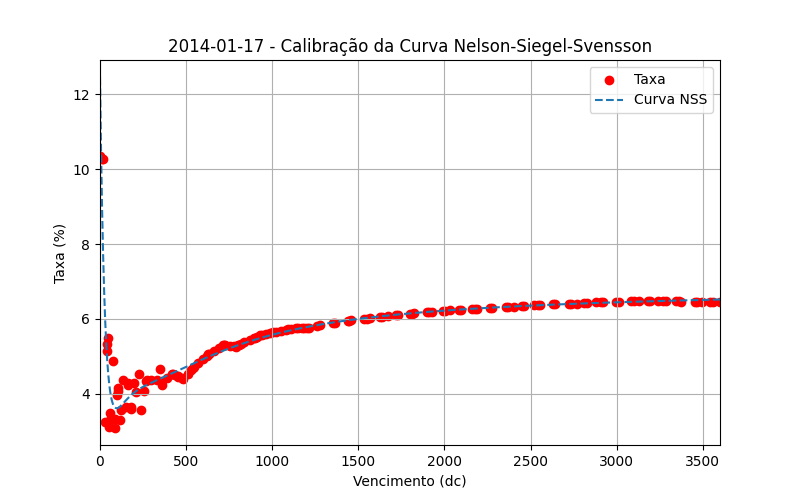 2014-01-17 - Calibração da Curva Nelson-Siegel-Svensson
Taxa
Curva NSS
Taxa (%)
12
10
8
6
4
0 500 1000 1500 2000 2500 3000 3500
Vencimento (dc)